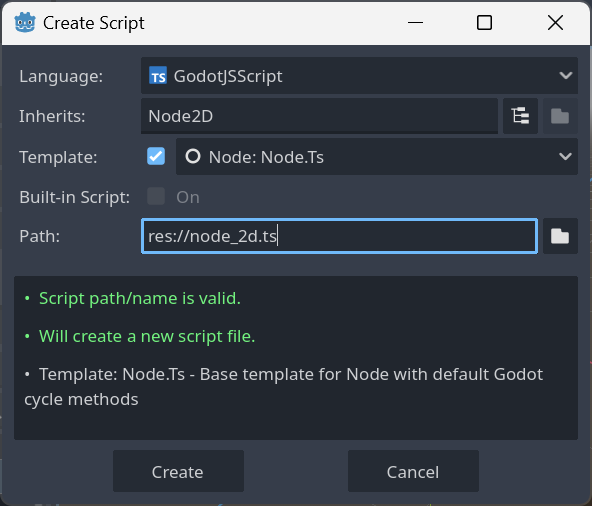 Create Script
Language: TS GodotJSScript
Inherits: Node2D
Template: Node: Node.Ts
Built-in Script: On
Path: res://node_2d.ts
• Script path/name is valid.
• Will create a new script file.
• Template: Node.Ts - Base template for Node with default Godot
cycle methods
Create Cancel